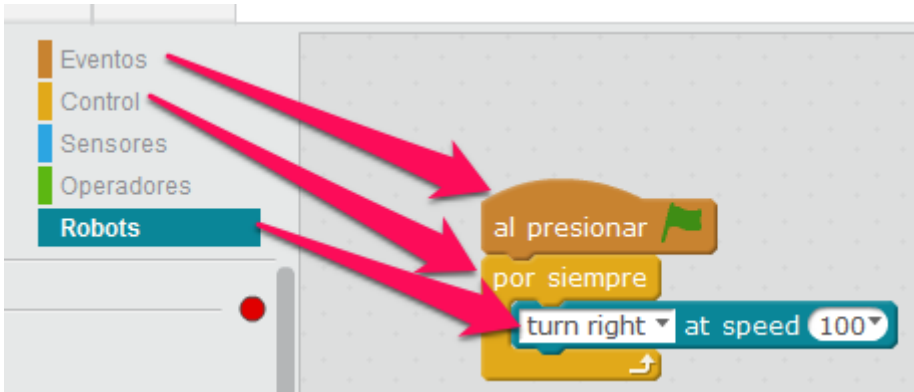 Eventos
Control
Sensores
Operadores
Robots
al presionar
por siempre
turn right at speed 100